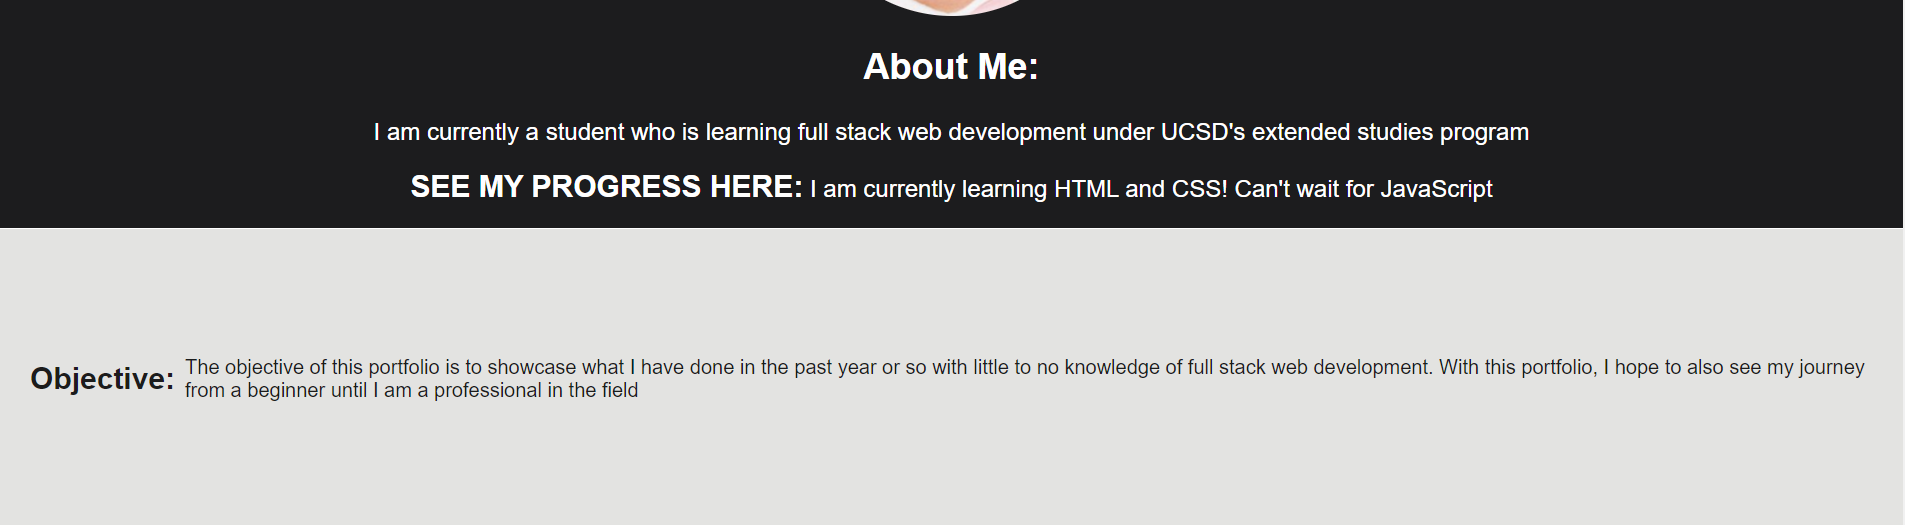 About Me:
I am currently a student who is learning full stack web development under UCSD's extended studies program
SEE MY PROGRESS HERE: I am currently learning HTML and CSS! Can't wait for JavaScript
Objective: The objective of this portfolio is to showcase what I have done in the past year or so with little to no knowledge of full stack web development. With this portfolio, I hope to also see my journey
from a beginner until I am a professional in the field